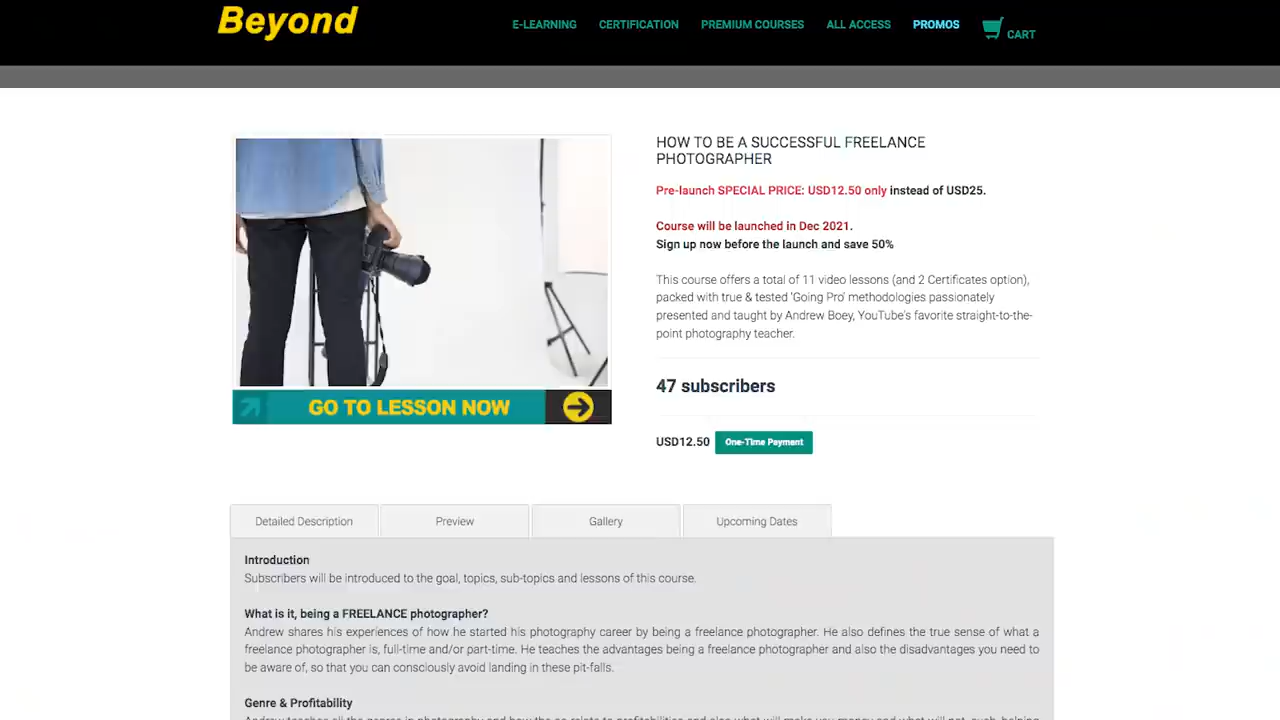 Beyond
E-LEARNING CERTIFICATION PREMIUM COURSES ALL ACCESS PROMOS CART
HOW TO BE A SUCCESSFUL FREELANCE
PHOTOGRAPHER
Pre-launch SPECIAL PRICE: USD12.50 only instead of USD25.
Course will be launched in Dec 2021.
Sign up now before the launch and save 50%
This course offers a total of 11 video lessons (and 2 Certificates option),
packed with true & tested 'Going Pro' methodologies passionately
presented and taught by Andrew Boey, YouTube's favorite straight-to-the-
point photography teacher.
47 subscribers
GO TO LESSON NOW
USD12.50 One-Time Payment
Detailed Description Preview Gallery Upcoming Dates
Introduction
Subscribers will be introduced to the goal, topics, sub-topics and lessons of this course.
What is it, being a FREELANCE photographer?
Andrew shares his experiences of how he started his photography career by being a freelance photographer. He also defines the true sense of what a
freelance photographer is, full-time and/or part-time. He teaches the advantages being a freelance photographer and also the disadvantages you need to
be aware of, so that you can consciously avoid landing in these pit-falls.
Genre & Profitability